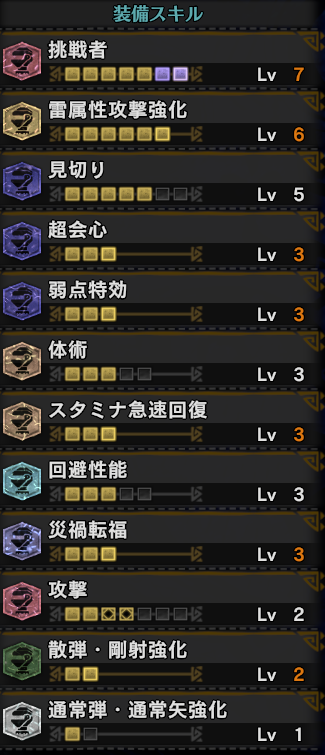 装備スキル
挑戦者
Lv 7
雷属性攻撃強化
Lv 6
見切り
Lv 5
超会心
Lv 3
弱点特効
Lv 3
体術
Lv 3
スタミナ急速回復
Lv 3
回避性能
Lv 3
災禍転福
Lv 3
攻撃
Lv 2
散弾・剛射強化
Lv 2
通常弾・通常矢強化
Lv 1